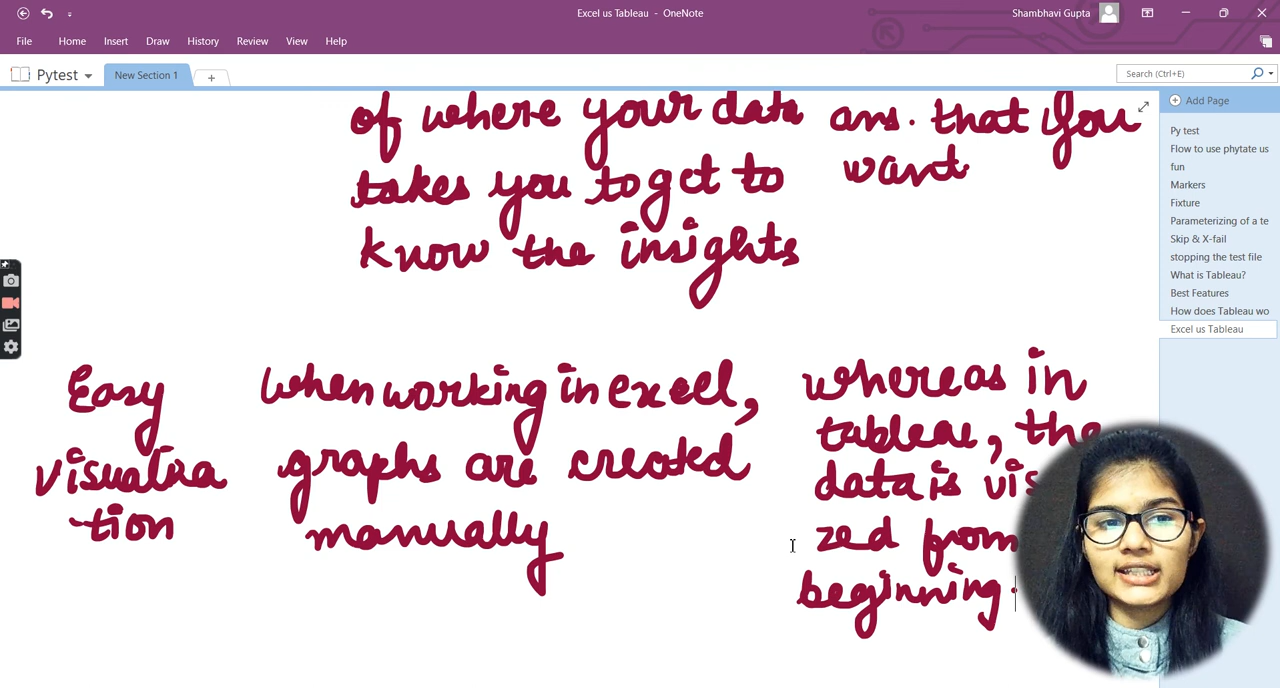 Excel us Tableau - OneNote
Shambhavi Gupta
File Home Insert Draw History Review View Help
Pytest
New Section 1
+
Search (Ctrl+E)
Add Page
Py test
Flow to use phytate us
fun
Markers
Fixture
Parameterizing of a te
Skip & X-fail
stopping the test file
What is Tableau?
Best Features
How does Tableau wo
Excel us Tableau
of where your data
takes you to get to
know the insights
ans. that you
want
Easy
visualiza
-tion
when working in excel,
graphs are created
manually
whereas in
tableau, the
data is vis
zed from
beginning.